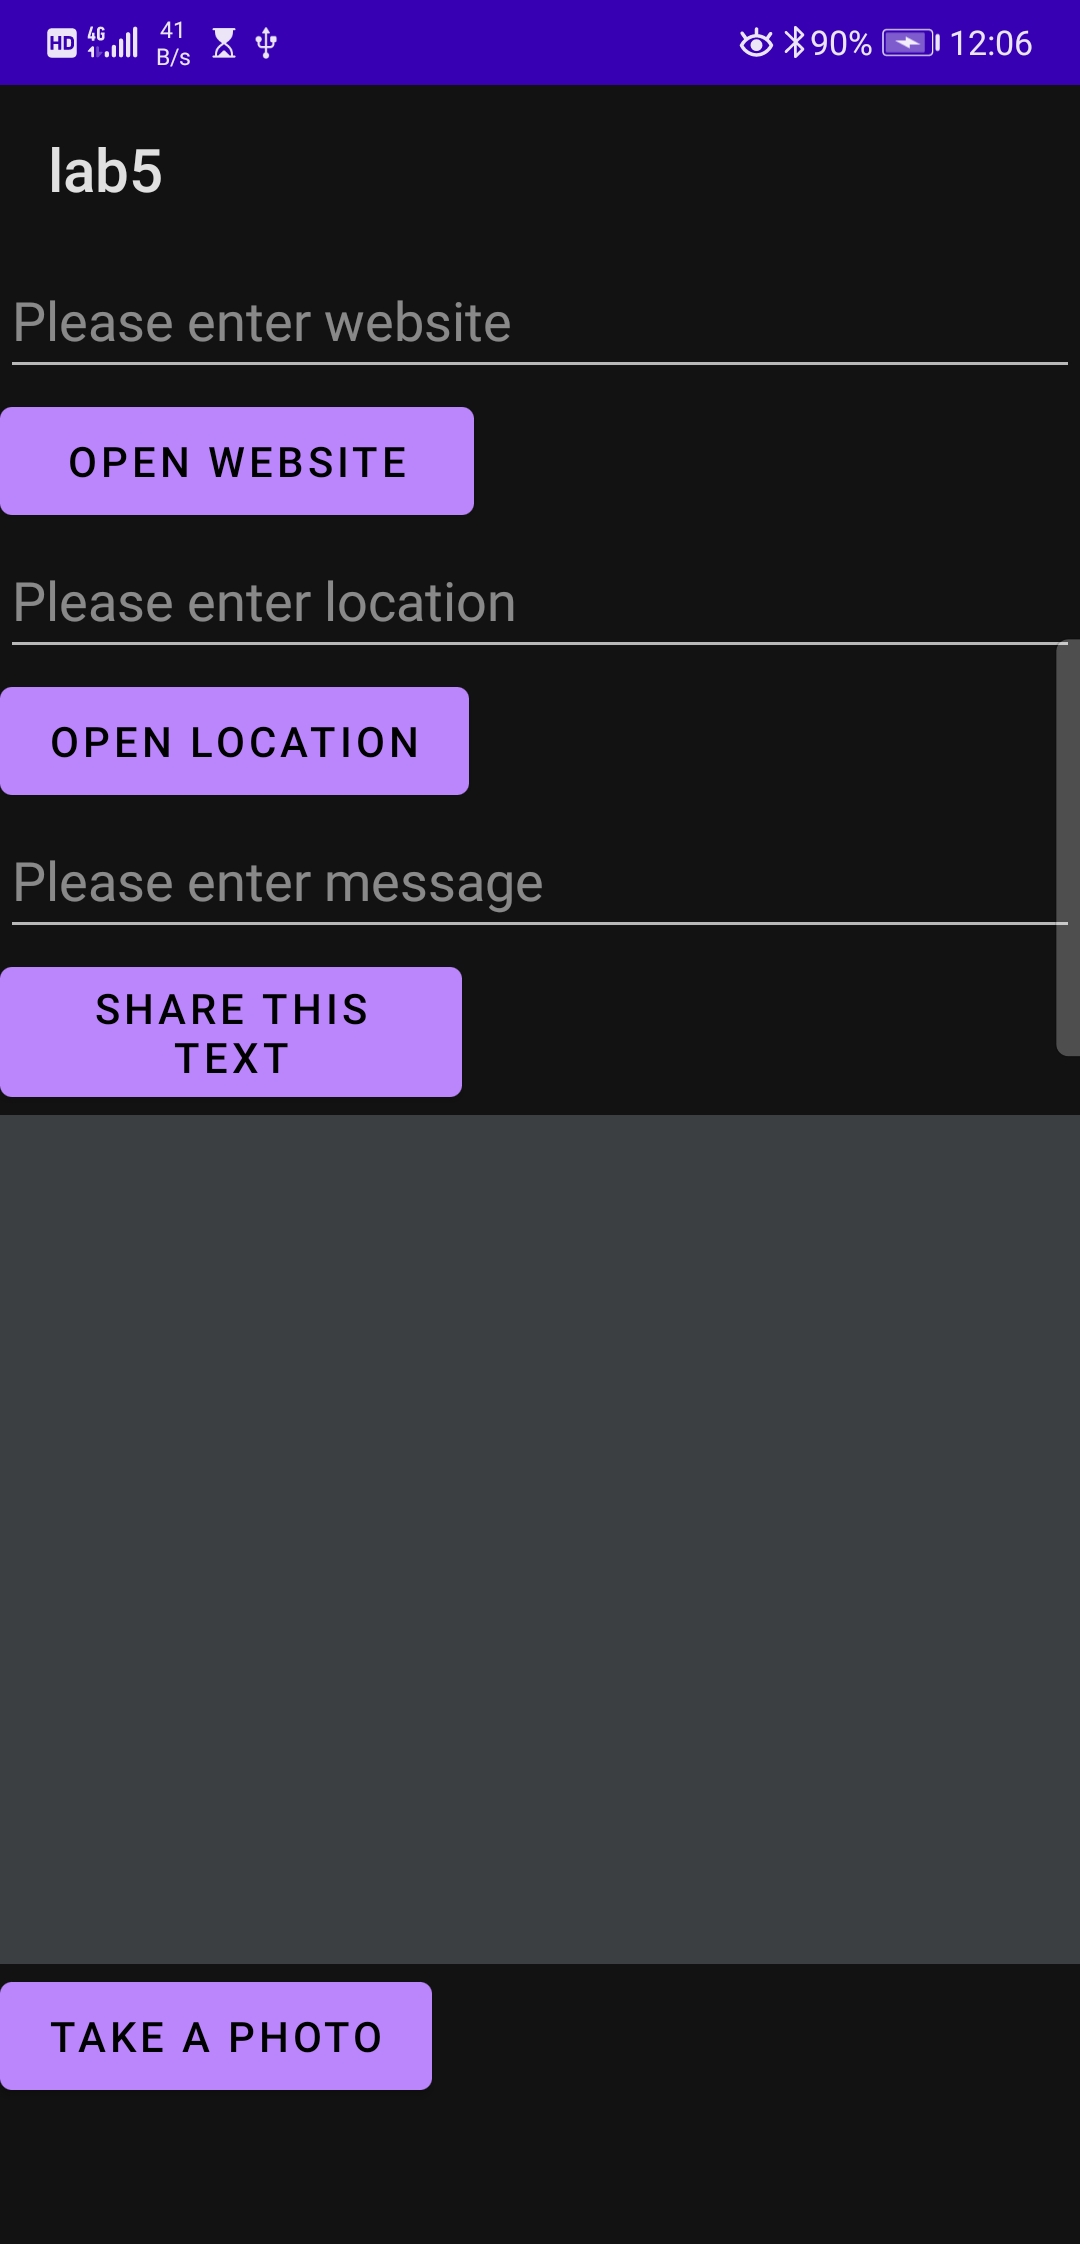 HD 4G 41 B/s 90% 12:06
lab5
Please enter website
OPEN WEBSITE
Please enter location
OPEN LOCATION
Please enter message
SHARE THIS
TEXT
TAKE A PHOTO